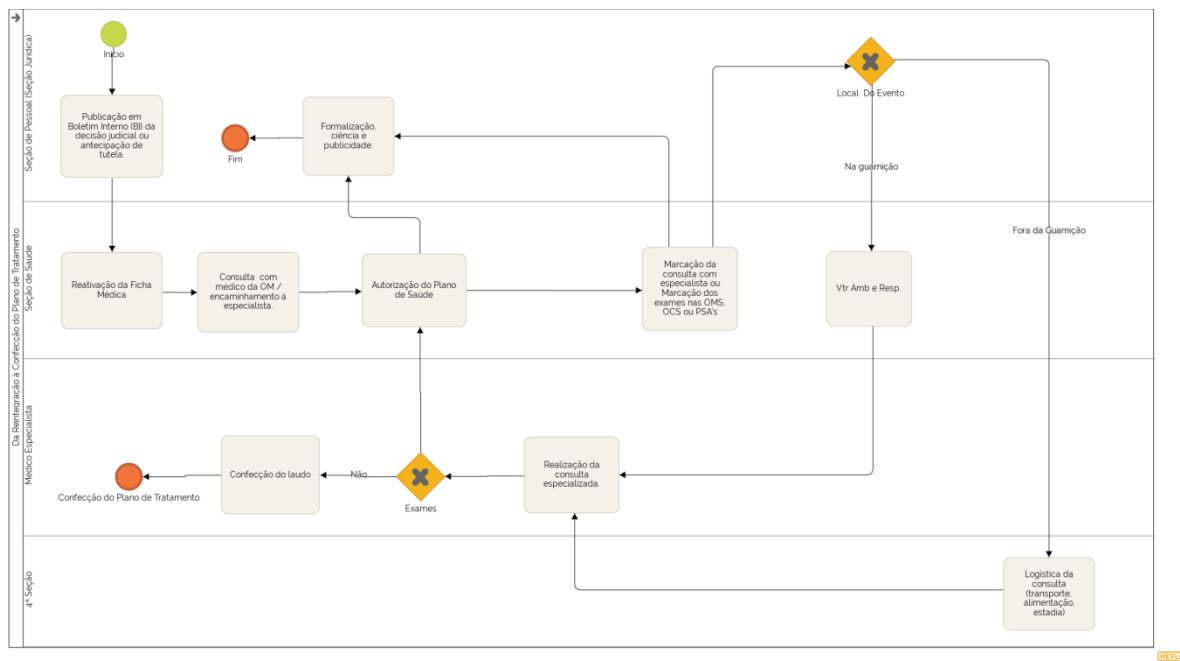 Da Reintegração à Confecção do Plano de Tratamento
Seção de Pessoal (Seção Jurídica)
Início
Publicação em
Boletim Interno (BI) da
decisão judicial ou
antecipação de
tutela.
Fim
Formalização,
ciência e
publicidade.
Local Do Evento
Na guarnição
Fora da Guarnição
Seção de Saúde
Reativação da Ficha
Médica
Consulta com
médico da OM /
encaminhamento à
especialista.
Autorização do Plano
de Saúde
Marcação da
consulta com
especialista ou
Marcação dos
exames nas OMS,
OCS ou PSA's
Vtr Amb e Resp.
Médico Especialista
Confecção do Plano de Tratamento
Confecção do laudo
Não
Exames
Realização da
consulta
especializada.
4ª Seção
Logística da
consulta
(transporte,
alimentação,
estadia)